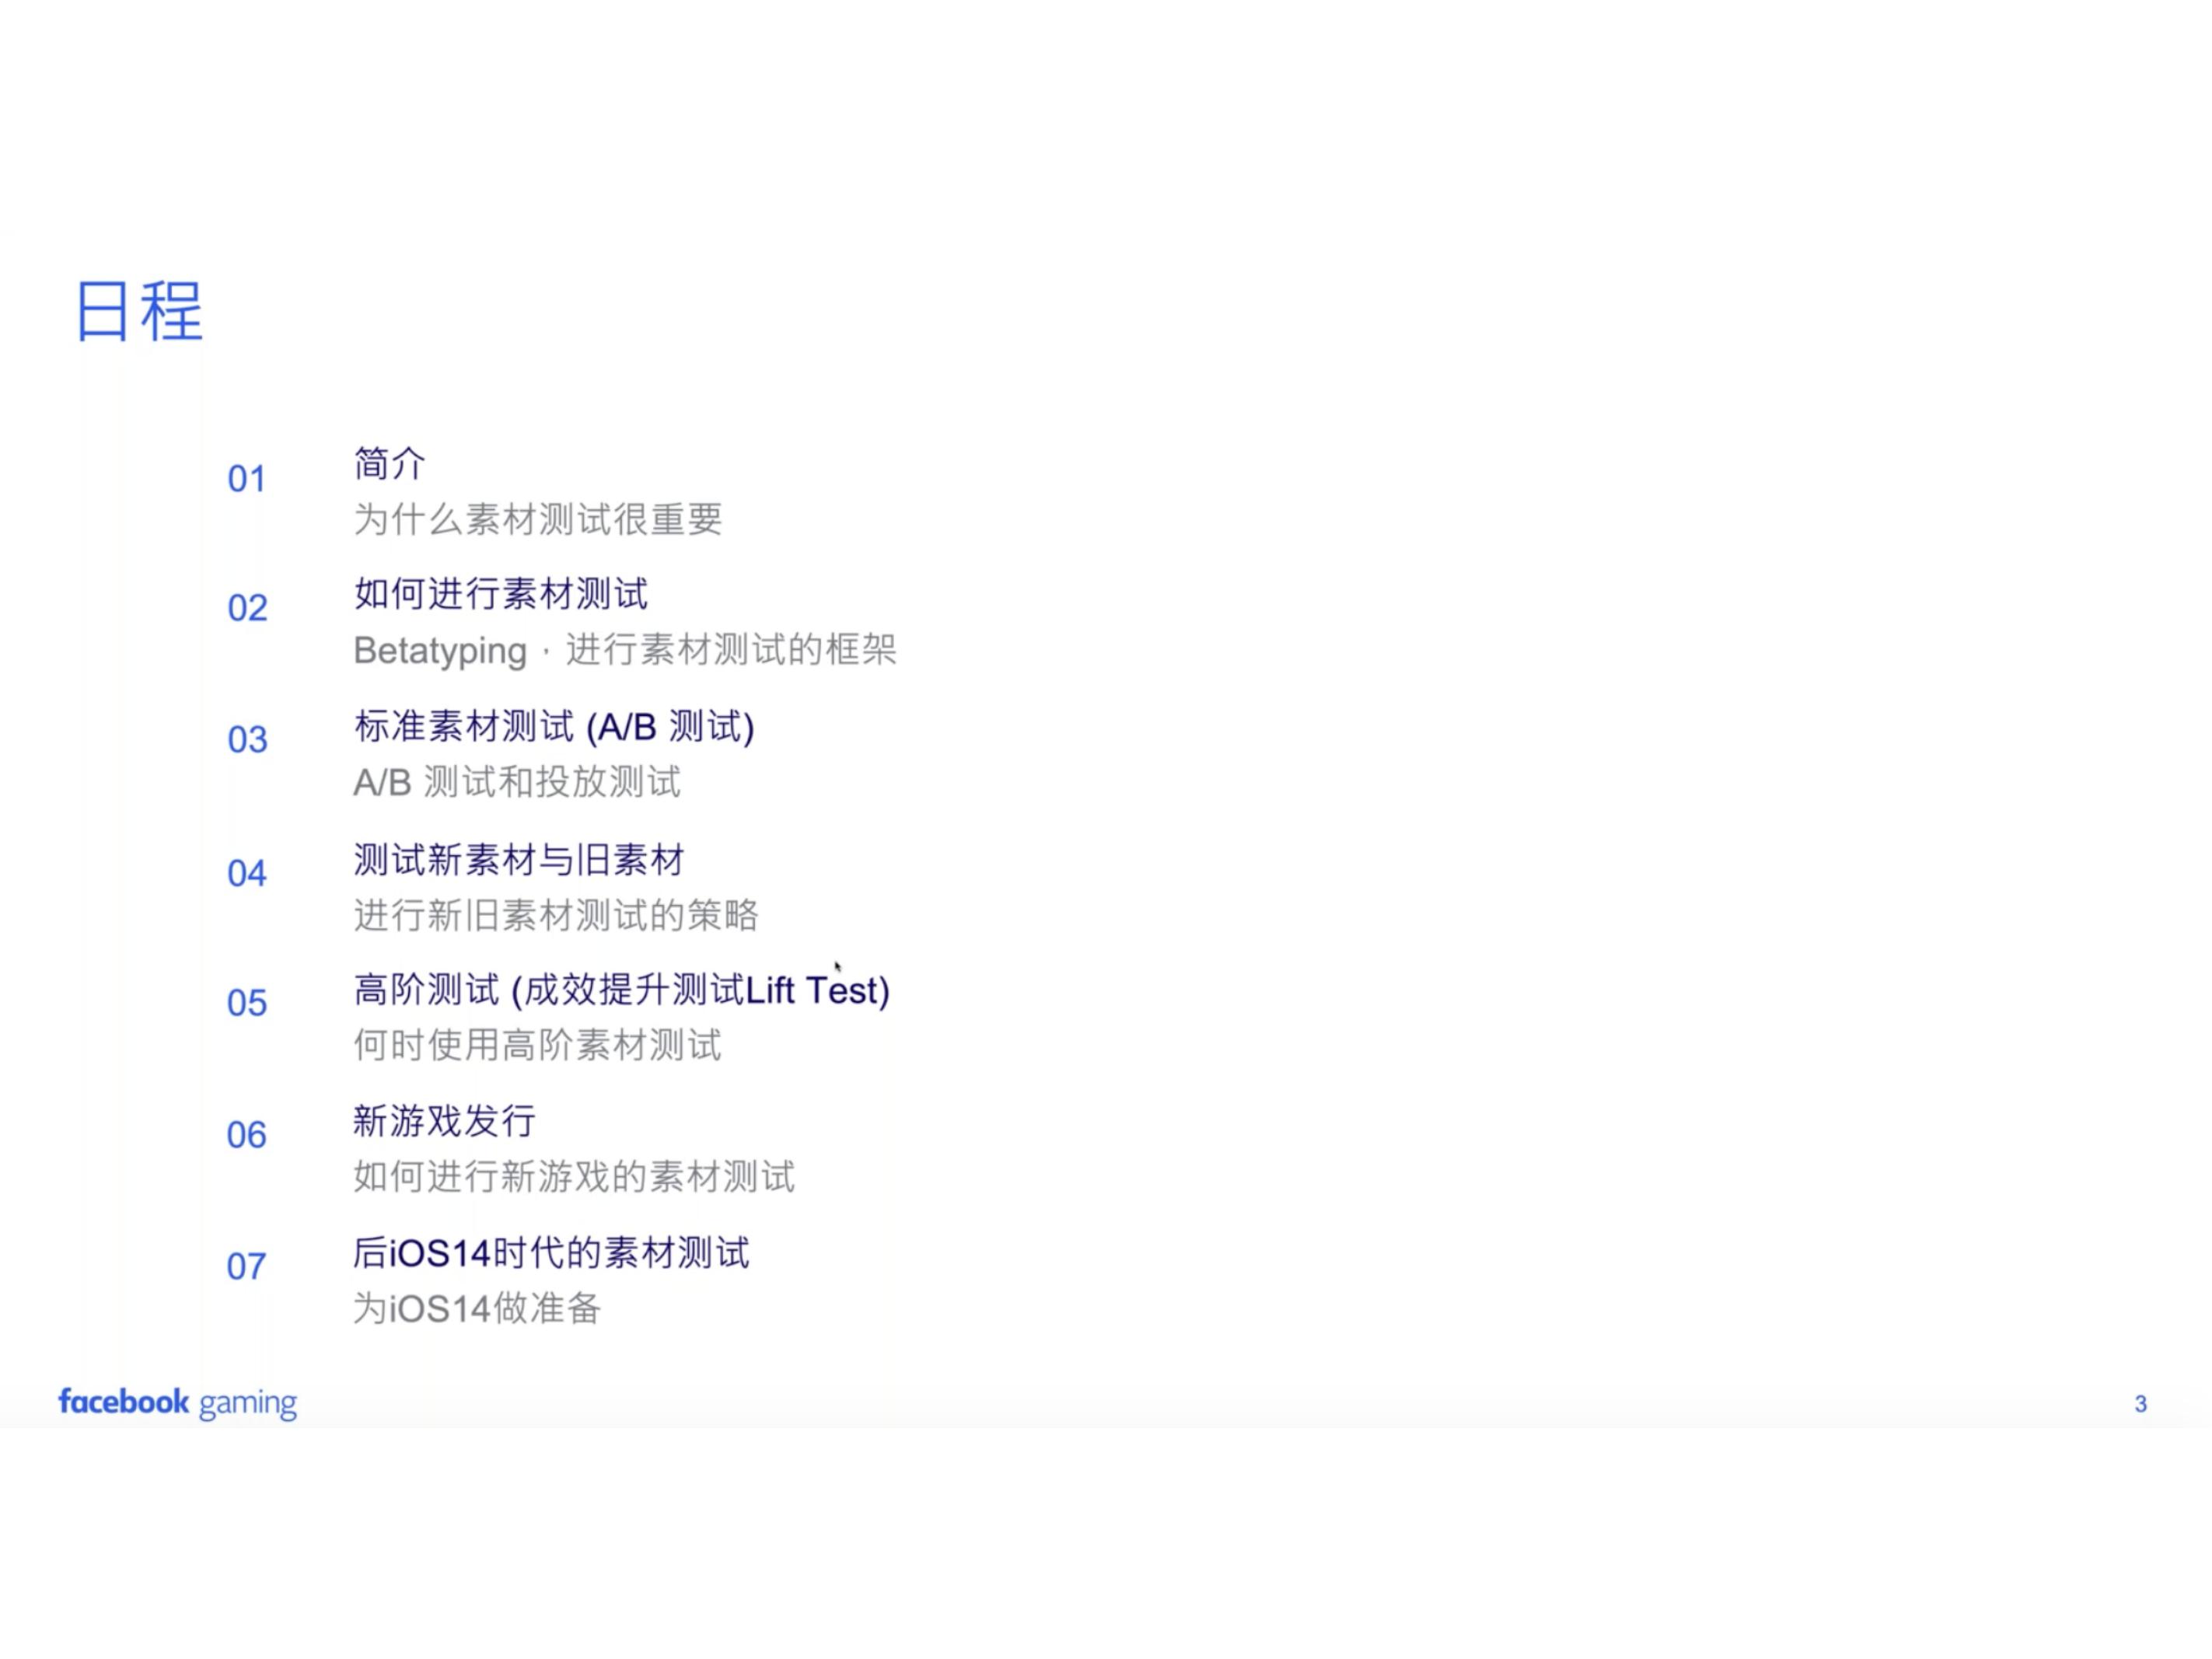 日程
01
简介
为什么素材测试很重要
02
如何进行素材测试
Betatyping，进行素材测试的框架
03
标准素材测试 (A/B 测试)
A/B 测试和投放测试
04
测试新素材与旧素材
进行新旧素材测试的策略
05
高阶测试 (成效提升测试Lift Test)
何时使用高阶素材测试
06
新游戏发行
如何进行新游戏的素材测试
07
后iOS14时代的素材测试
为iOS14做准备
facebook gaming
3